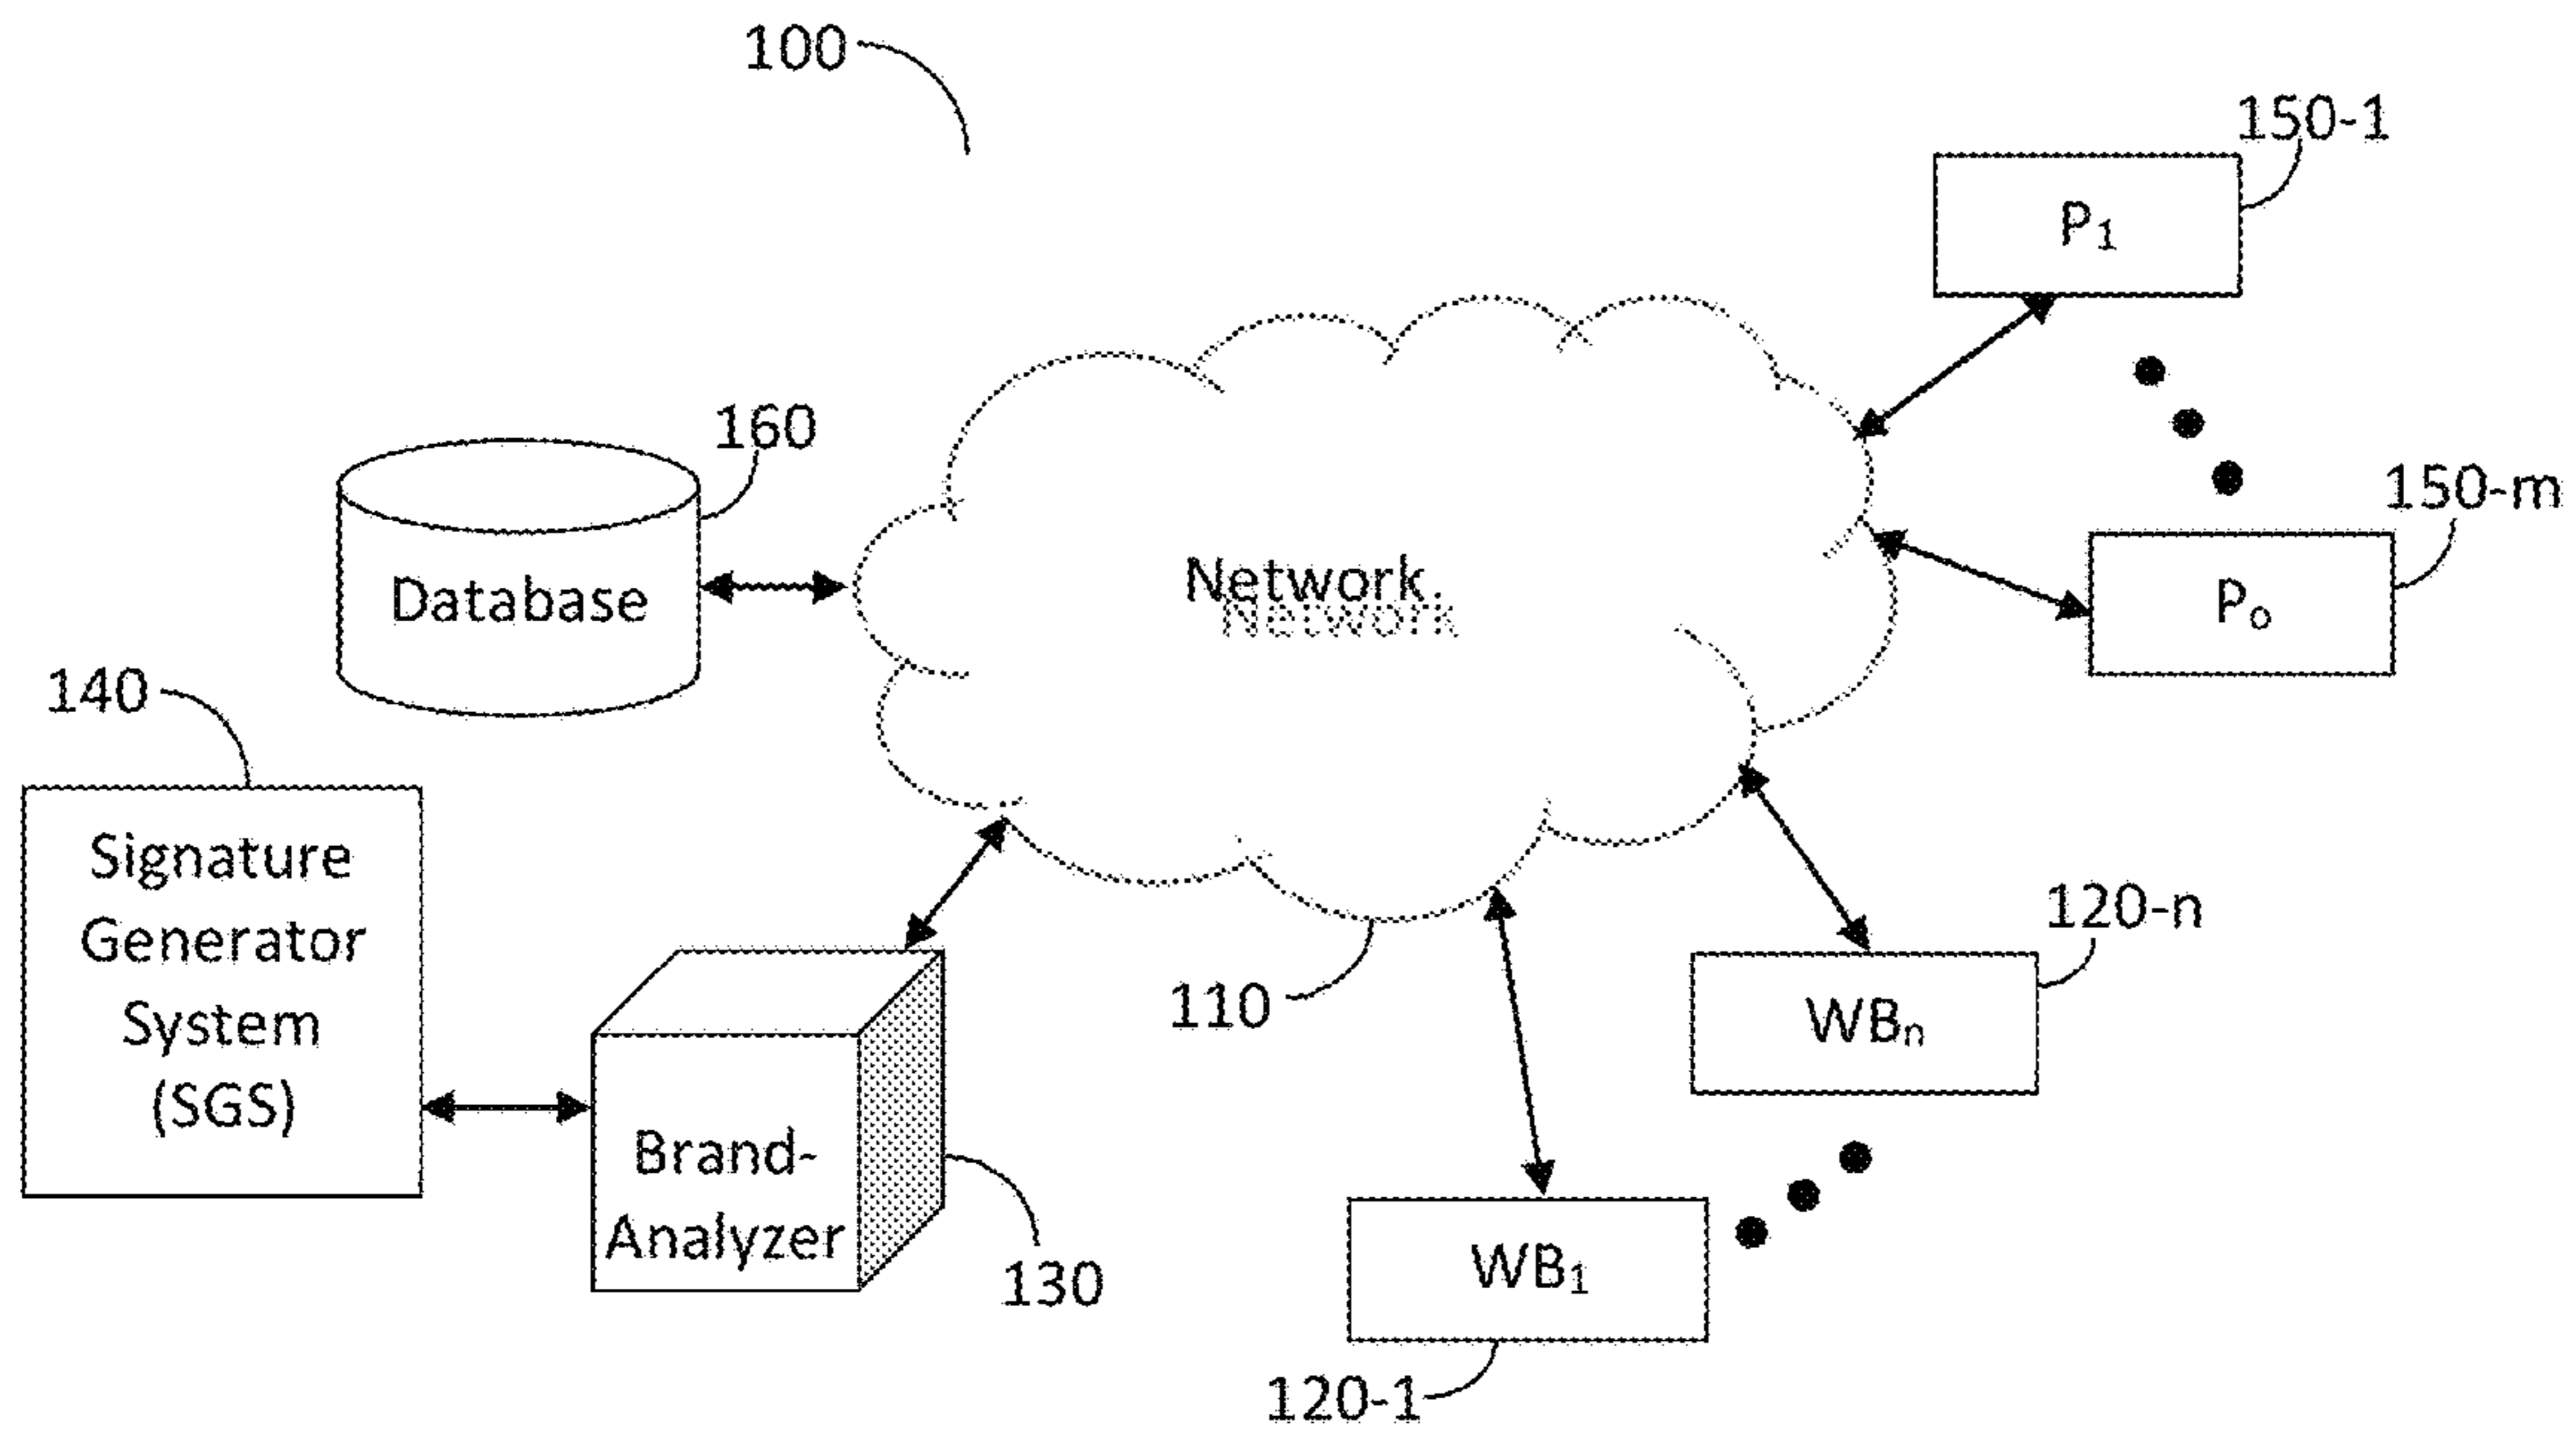 100
150-1
P1
160
150-m
Network
Network
Database
Po
140
Signature
Generator
System
(SGS)
120-n
110
WBn
Brand-
Analyzer
130
WB1
120-1